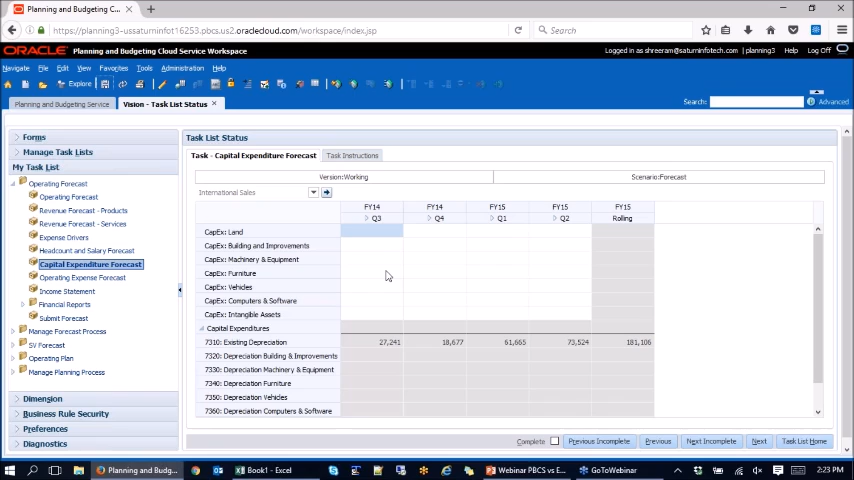 Planning and Budgeting C...
https://planning3-ussaturninfot16253.pbcs.us2.oraclecloud.com/workspace/index.jsp
Search
ORACLE Planning and Budgeting Cloud Service Workspace
Logged in as shreeram@saturninfotech.com | planning3 Help Log Off
Navigate File Edit View Favorites Tools Administration Help
Explore
Planning and Budgeting Service
Vision - Task List Status
Search: Advanced
Forms
Manage Task Lists
My Task List
Operating Forecast
Operating Forecast
Revenue Forecast - Products
Revenue Forecast - Services
Expense Drivers
Headcount and Salary Forecast
Capital Expenditure Forecast
Operating Expense Forecast
Income Statement
Financial Reports
Submit Forecast
Manage Forecast Process
SV Forecast
Operating Plan
Manage Planning Process
Dimension
Business Rule Security
Preferences
Diagnostics
Task List Status
Task - Capital Expenditure Forecast Task Instructions
Version:Working Scenario:Forecast
International Sales
FY14 FY14 FY15 FY15 FY15
Q3 Q4 Q1 Q2 Rolling
CapEx: Land
CapEx: Building and Improvements
CapEx: Machinery & Equipment
CapEx: Furniture
CapEx: Vehicles
CapEx: Computers & Software
CapEx: Intangible Assets
Capital Expenditures
7310: Existing Depreciation 27,241 18,677 61,665 73,524 181,106
7320: Depreciation Building & Improvements
7330: Depreciation Machinery & Equipment
7340: Depreciation Furniture
7350: Depreciation Vehicles
7360: Depreciation Computers & Software
Complete Previous Incomplete Previous Next Incomplete Next Task List Home
Planning and Budg...
Book1 - Excel
Webinar PBCS vs E...
GoToWebinar
2:23 PM